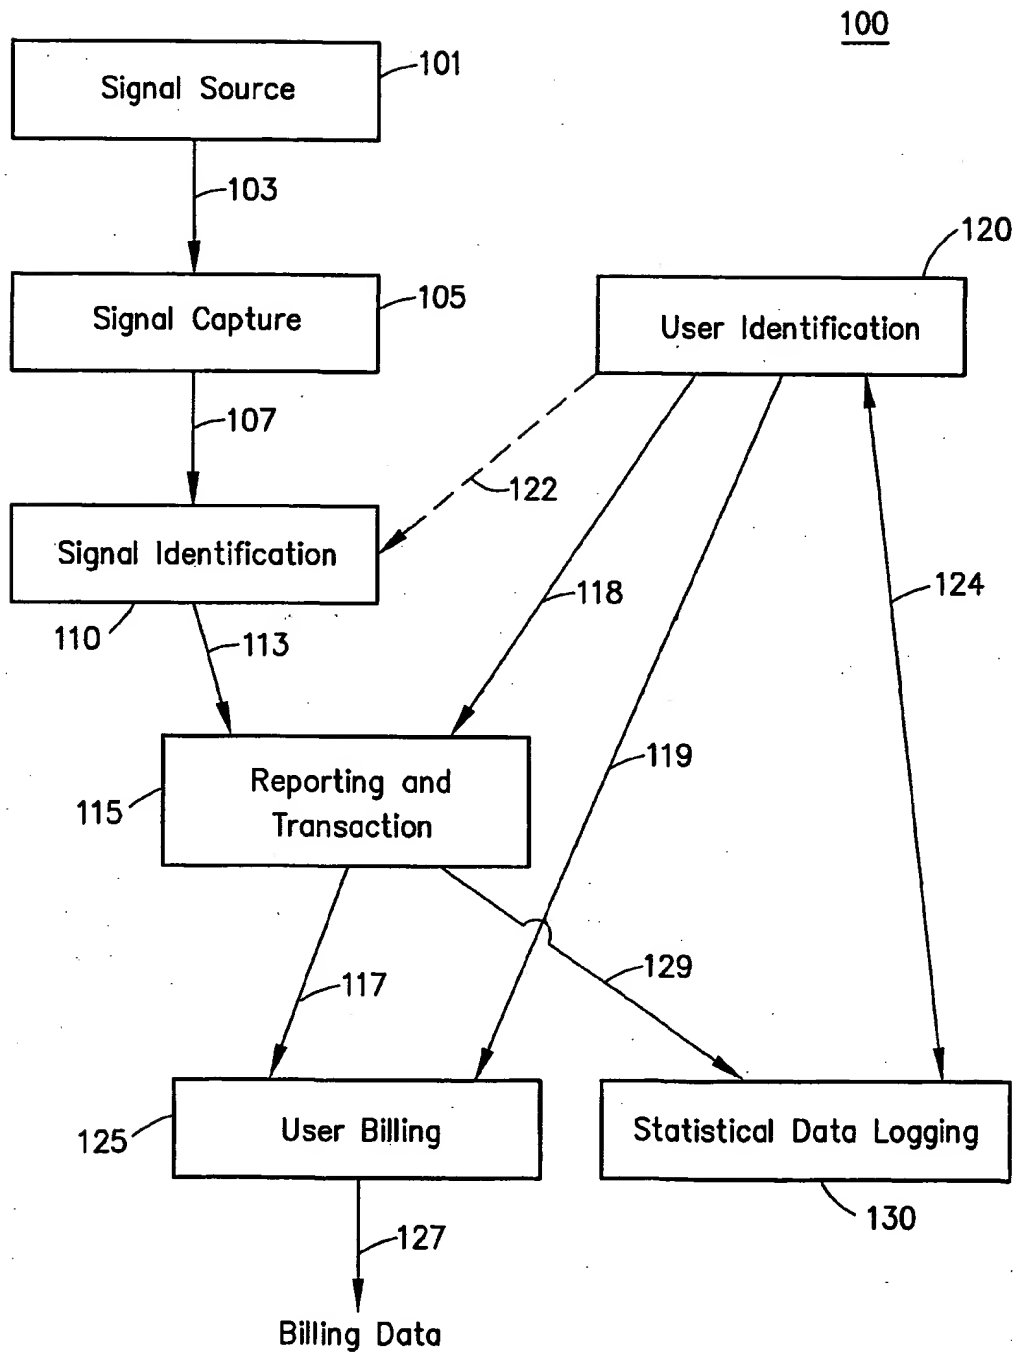 100
Signal Source
101
103
Signal Capture
105
120
User Identification
107
122
Signal Identification
110
113
118
124
Reporting and
Transaction
115
119
117
129
User Billing
125
Statistical Data Logging
130
127
Billing Data